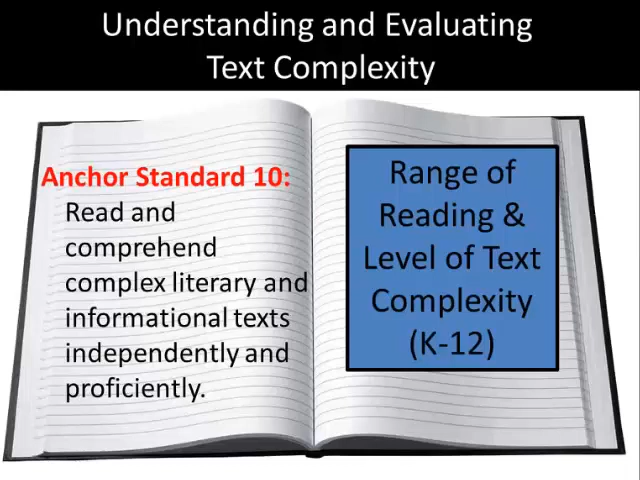 Understanding and Evaluating
Text Complexity
Anchor Standard 10:
Read and
comprehend
complex literary and
informational texts
independently and
proficiently.
Range of
Reading &
Level of Text
Complexity
(K-12)